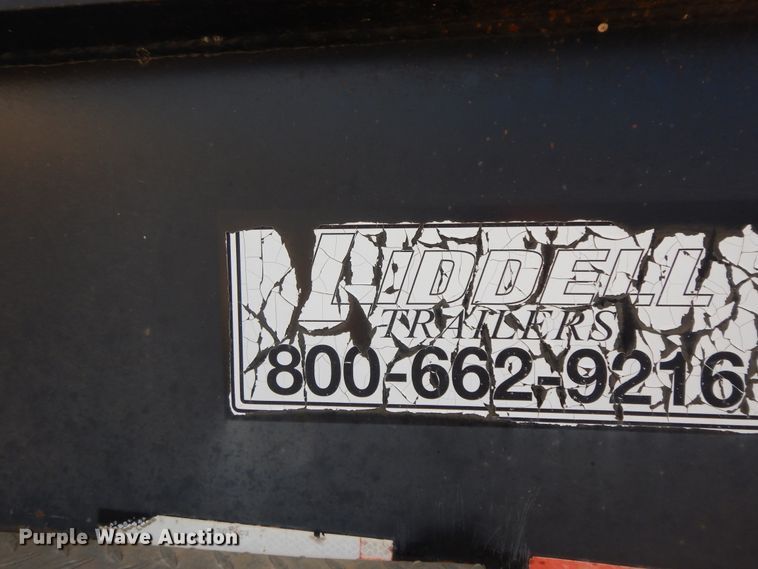 LIDDELL
TRAILERS
800-662-9216
Purple Wave Auction